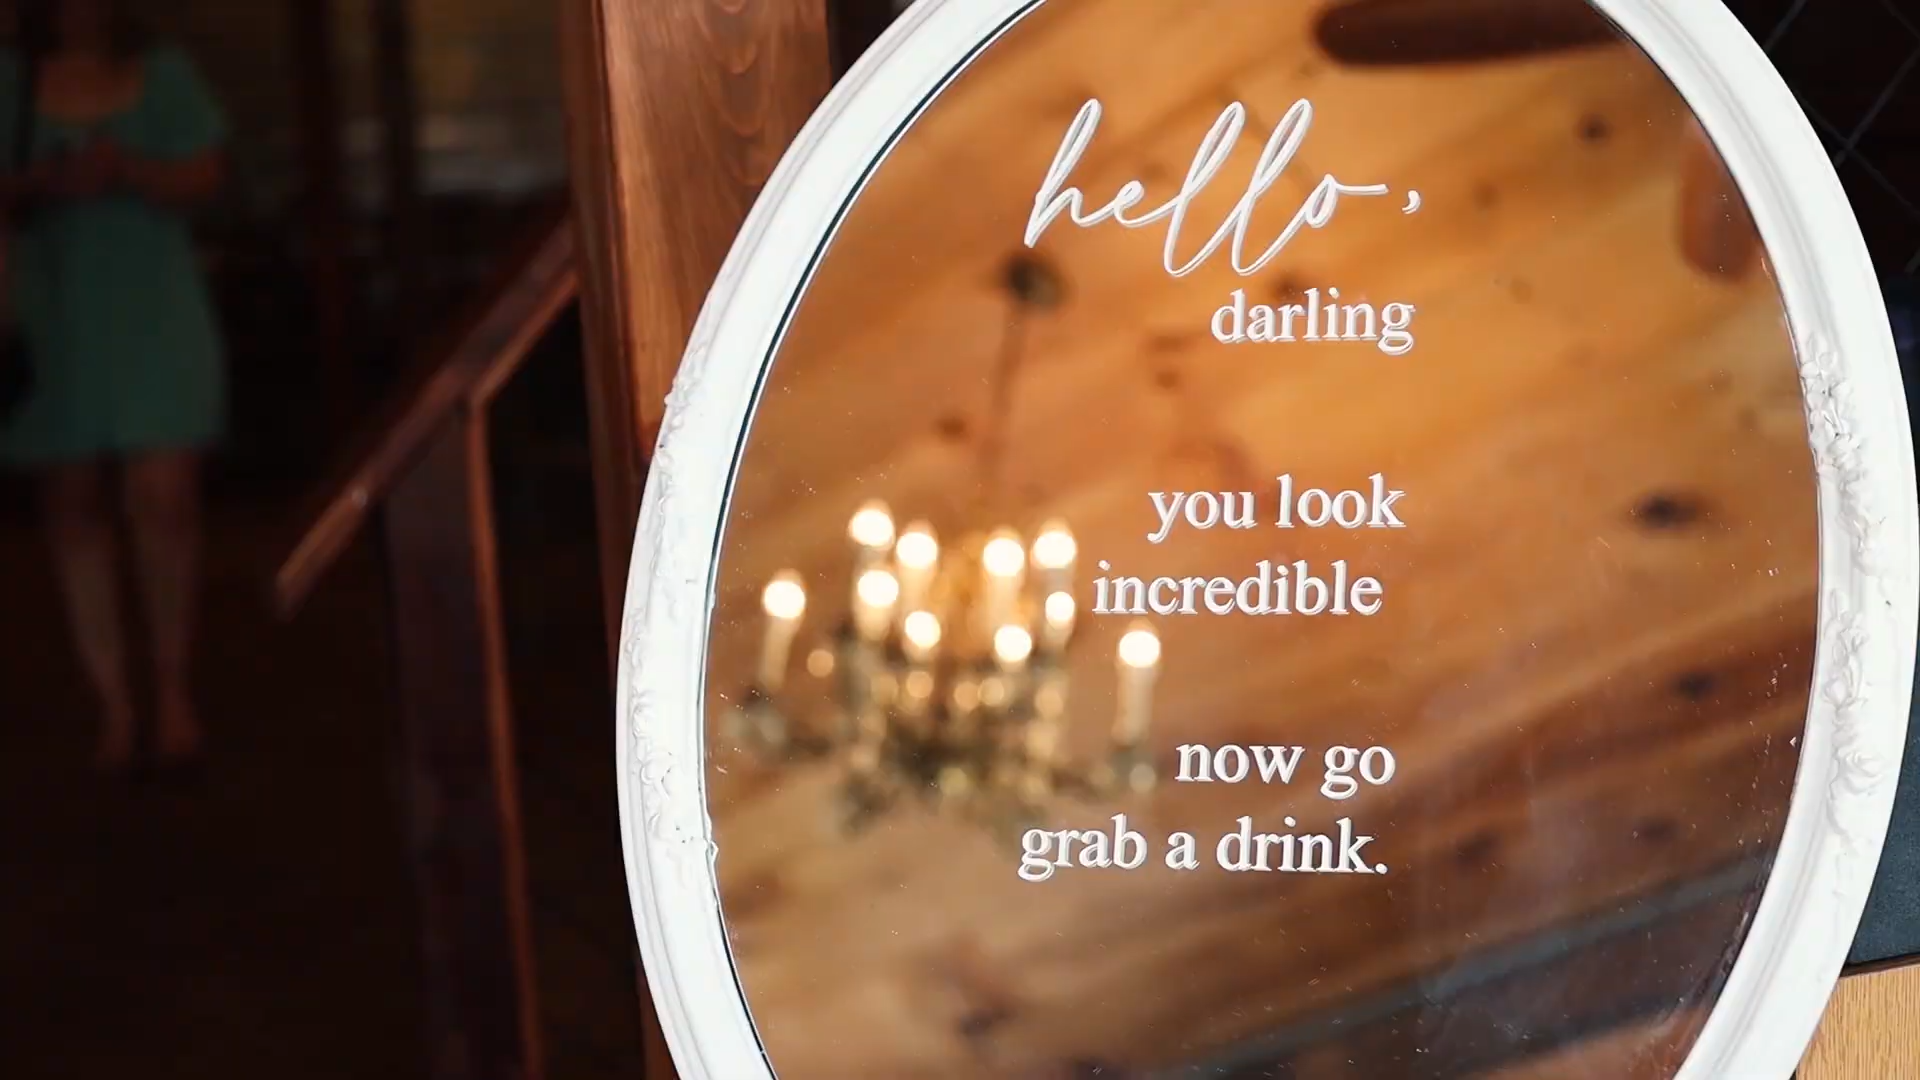 hello,
darling
you look
incredible
now go
grab a drink.